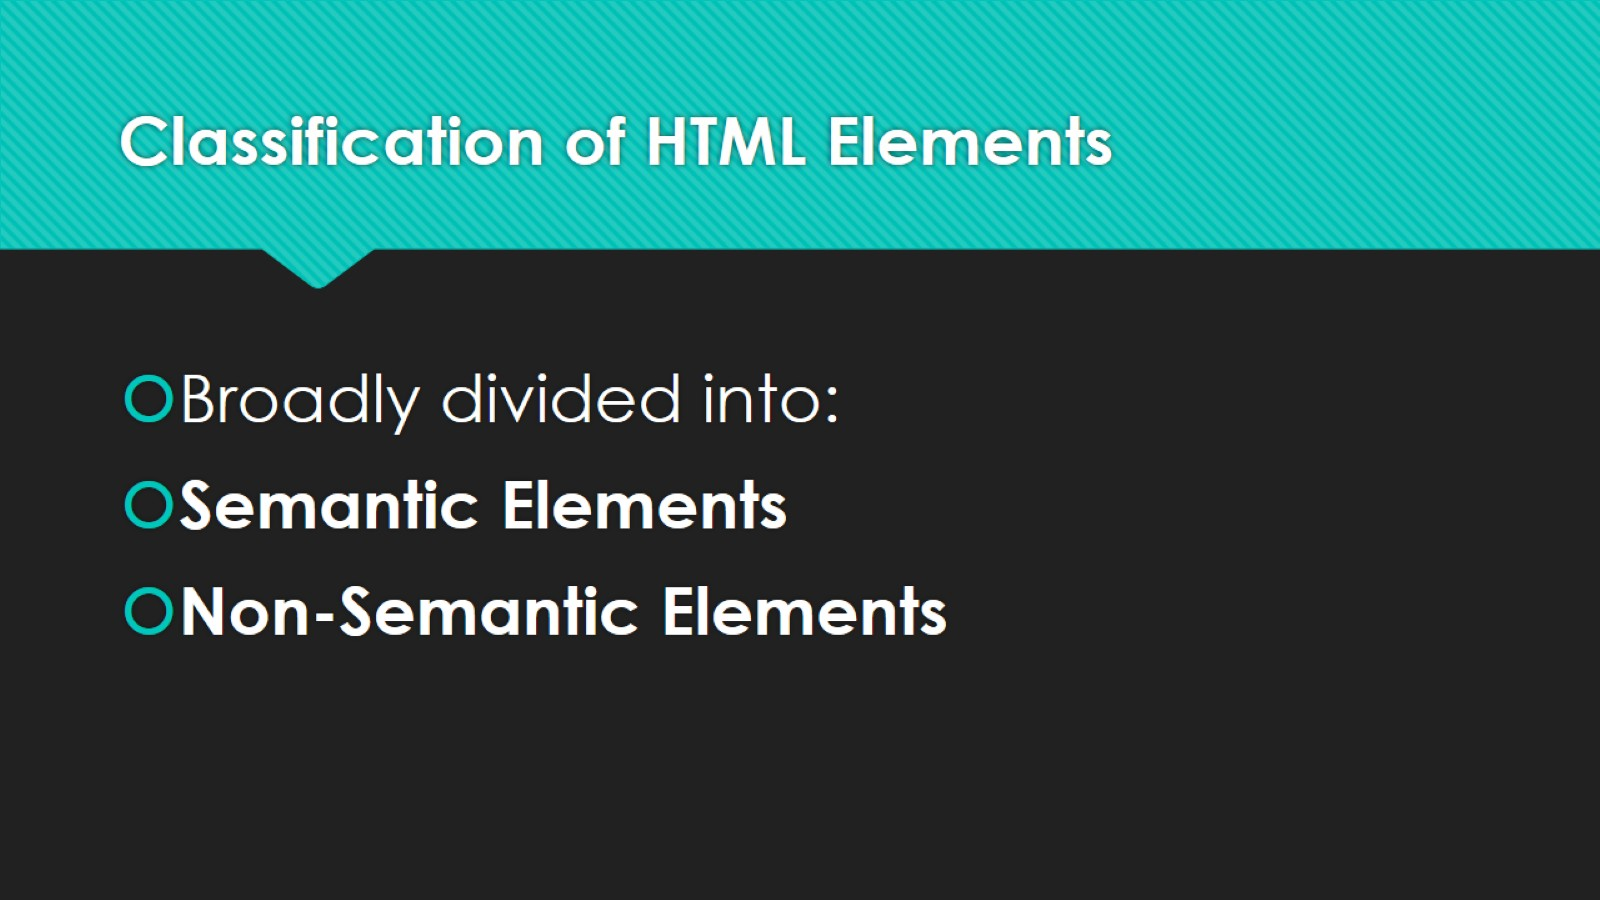 Classification of HTML Elements
Broadly divided into:
Semantic Elements
Non-Semantic Elements